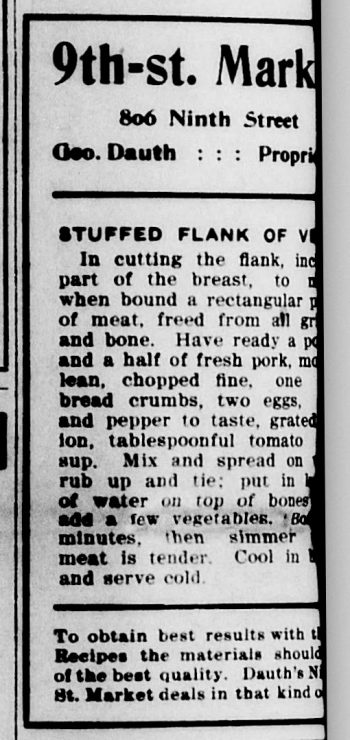 9th-st. Mark
806 Ninth Street
Geo. Dauth : : : Propri
STUFFED FLANK OF V
In cutting the flank, inc
part of the breast, to
when bound a rectangular p
of meat, freed from all gr
and bone. Have ready a po
and a half of fresh pork, mo
lean, chopped fine, one
bread crumbs, two eggs,
and pepper to taste, grated
ion, tablespoonful tomato
sup. Mix and spread on
rub up and tie; put in
of water on top of bones
add a few vegetables. Bo
minutes, then simmer
meat is tender. Cool in
and serve cold.
To obtain best results with t
Recipes the materials should
of the best quality. Dauth's N
St. Market deals in that kind o